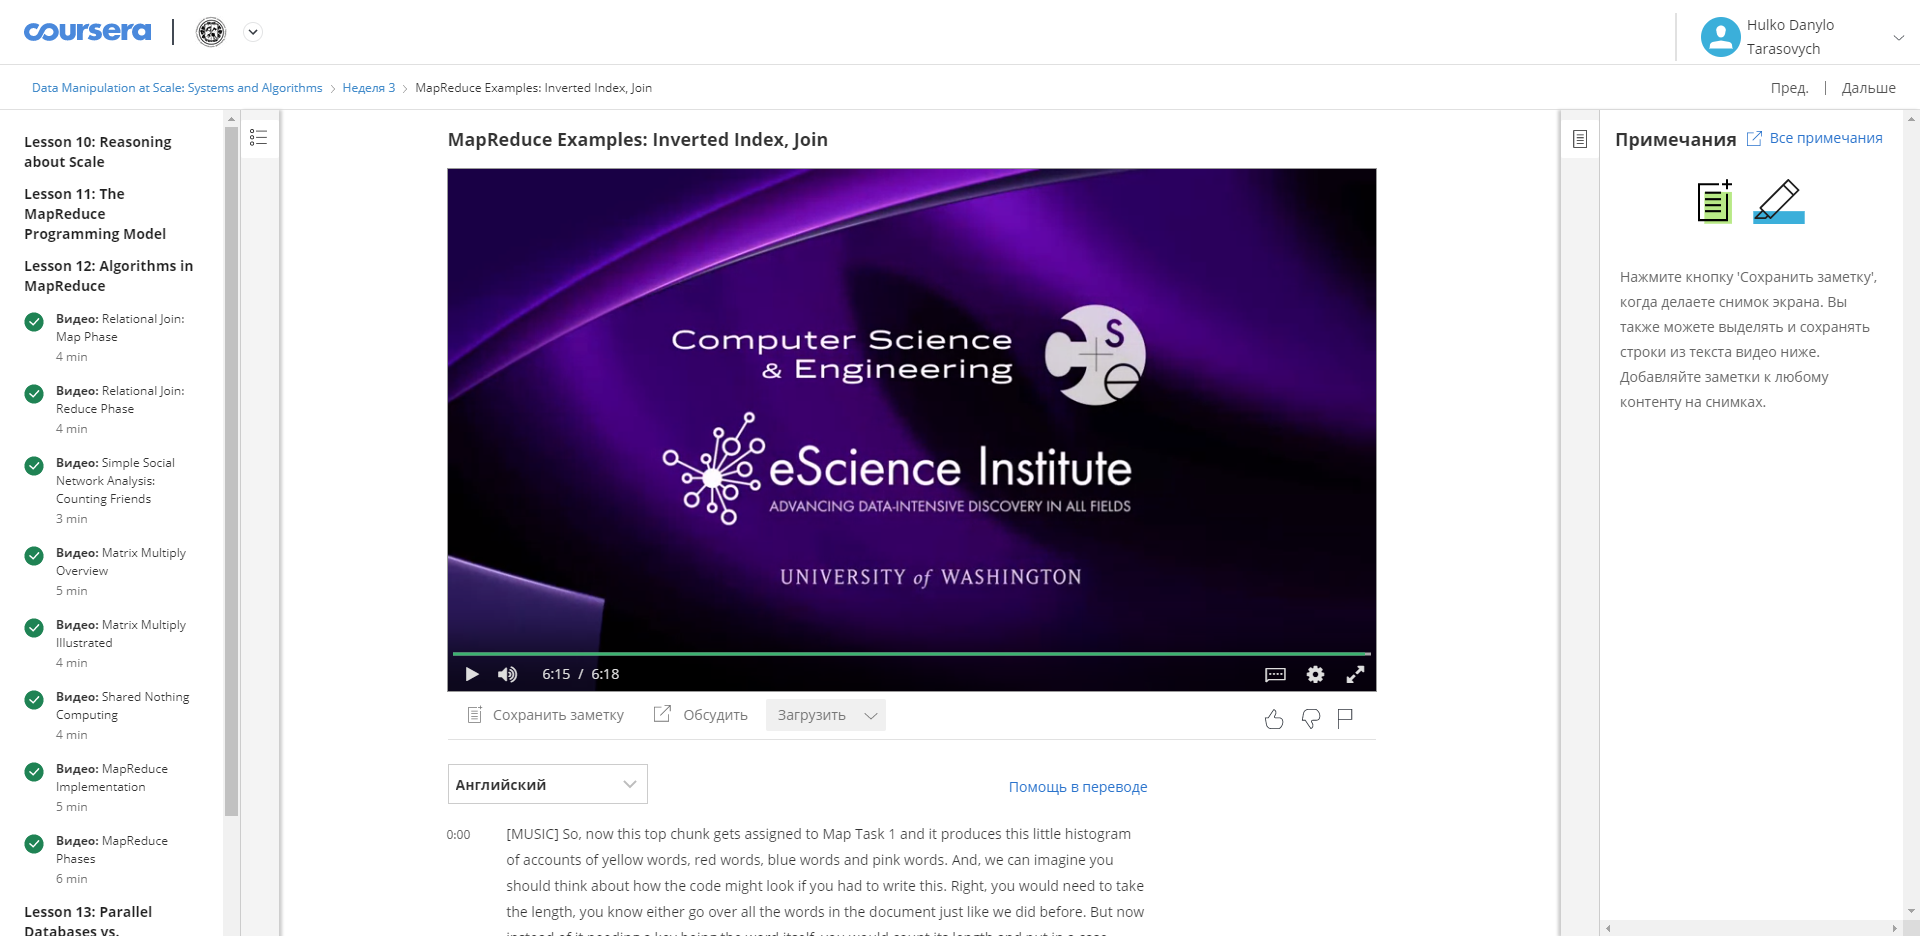 coursera
Hulko Danylo
Tarasovych
Data Manipulation at Scale: Systems and Algorithms
Неделя 3
MapReduce Examples: Inverted Index, Join
Пред.
Дальше
Lesson 10: Reasoning
about Scale
Lesson 11: The
MapReduce
Programming Model
Lesson 12: Algorithms in
MapReduce
Видео: Relational Join:
Map Phase
4 min
Видео: Relational Join:
Reduce Phase
4 min
Видео: Simple Social
Network Analysis:
Counting Friends
3 min
Видео: Matrix Multiply
Overview
5 min
Видео: Matrix Multiply
Illustrated
4 min
Видео: Shared Nothing
Computing
4 min
Видео: MapReduce
Implementation
5 min
Видео: MapReduce
Phases
6 min
Lesson 13: Parallel
Databases vs.
MapReduce Examples: Inverted Index, Join
Computer Science
& Engineering
CSe
eScience Institute
ADVANCING DATA-INTENSIVE DISCOVERY IN ALL FIELDS
UNIVERSITY of WASHINGTON
6:15 / 6:18
Сохранить заметку
Обсудить
Загрузить
Английский
Помощь в переводе
0:00
[MUSIC] So, now this top chunk gets assigned to Map Task 1 and it produces this little histogram
of accounts of yellow words, red words, blue words and pink words. And, we can imagine you
should think about how the code might look if you had to write this. Right, you would need to take
the length, you know either go over all the words in the document just like we did before. But now
Примечания
Все примечания
Нажмите кнопку 'Сохранить заметку',
когда делаете снимок экрана. Вы
также можете выделять и сохранять
строки из текста видео ниже.
Добавляйте заметки к любому
контенту на снимках.